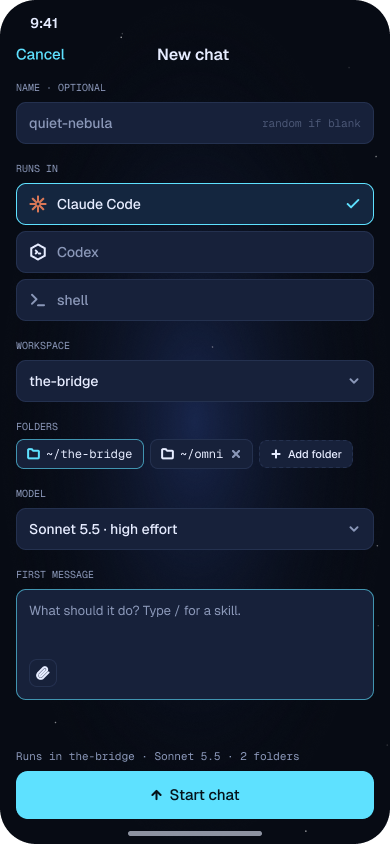 9:41
Cancel
New chat
NAME · OPTIONAL
quiet-nebula
random if blank
RUNS IN
Claude Code
Codex
shell
WORKSPACE
the-bridge
FOLDERS
~/the-bridge
~/omni
Add folder
MODEL
Sonnet 5.5 · high effort
FIRST MESSAGE
What should it do? Type / for a skill.
Runs in the-bridge · Sonnet 5.5 · 2 folders
Start chat